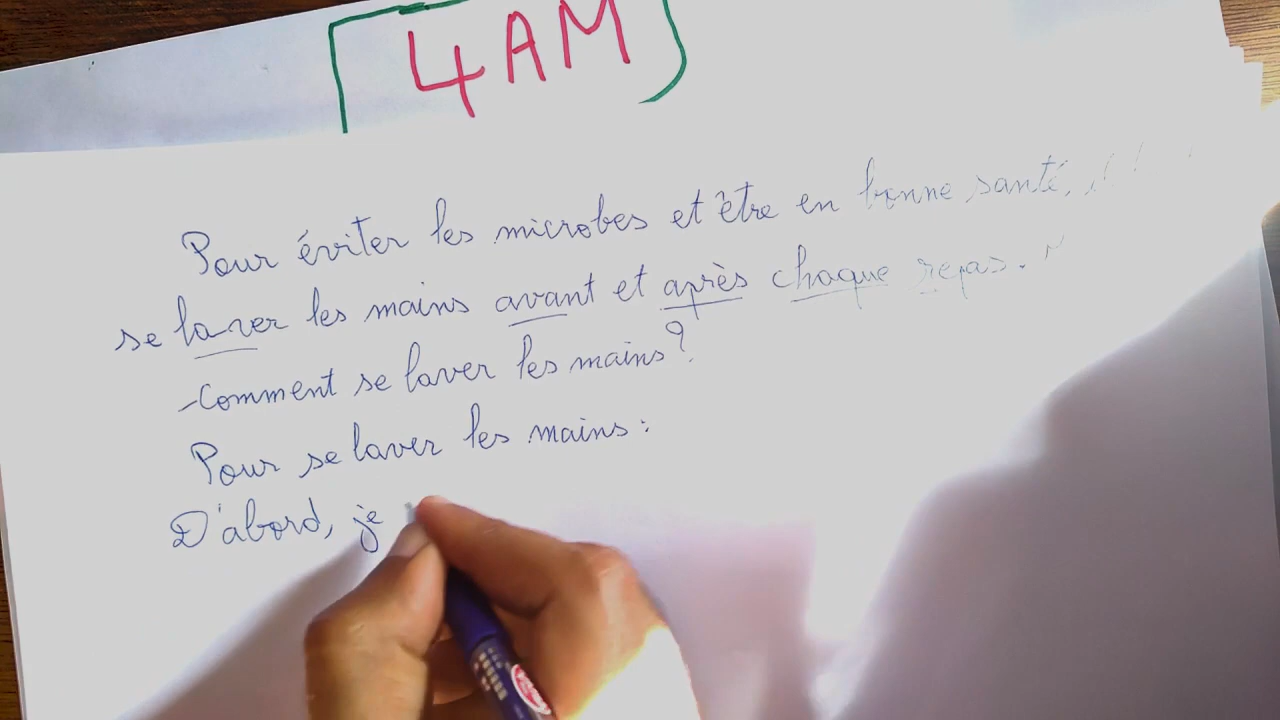 4AM
Pour éviter les microbes et être en bonne santé,
se laver les mains avant et après chaque repas.
-Comment se laver les mains?
Pour se laver les mains:
D'abord, je